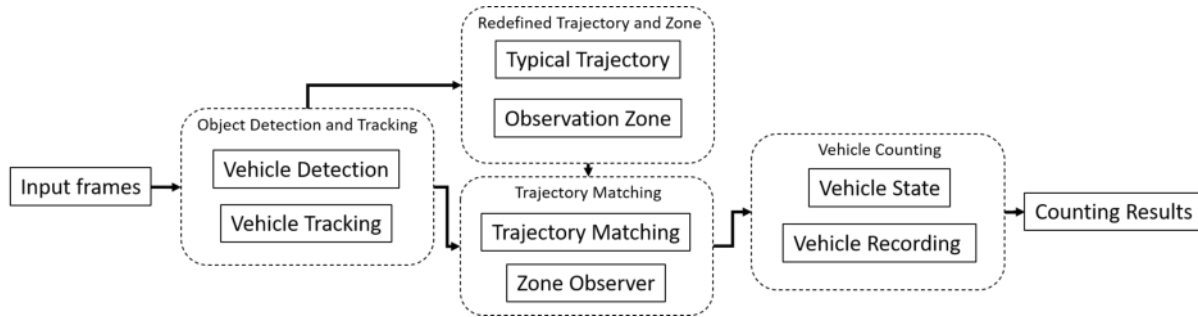 Input frames
Object Detection and Tracking
Vehicle Detection
Vehicle Tracking
Redefined Trajectory and Zone
Typical Trajectory
Observation Zone
Trajectory Matching
Trajectory Matching
Zone Observer
Vehicle Counting
Vehicle State
Vehicle Recording
Counting Results